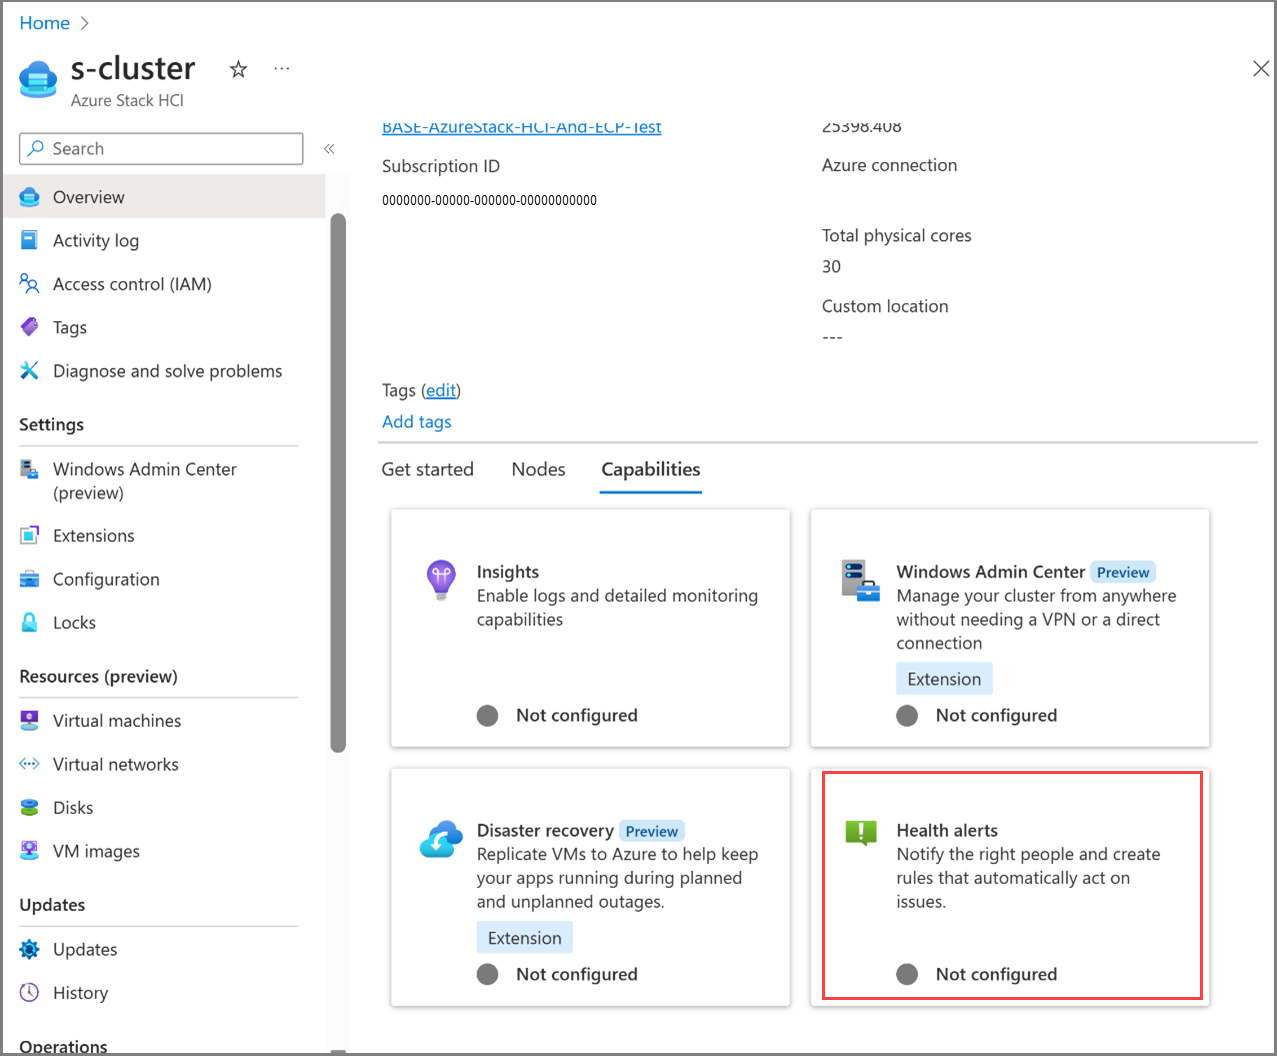 Home
s-cluster
Azure Stack HCI
Search
Overview
Activity log
Access control (IAM)
Tags
Diagnose and solve problems
Settings
Windows Admin Center
(preview)
Extensions
Configuration
Locks
Resources (preview)
Virtual machines
Virtual networks
Disks
VM images
Updates
Updates
History
Operations
BASE-AzureStack-HCI-And-ECP-Test
Subscription ID
0000000-00000-000000-00000000000
25398.408
Azure connection
Total physical cores
30
Custom location
---
Tags (edit)
Add tags
Get started Nodes Capabilities
Insights
Enable logs and detailed monitoring
capabilities
Not configured
Windows Admin Center Preview
Manage your cluster from anywhere
without needing a VPN or a direct
connection
Extension
Not configured
Disaster recovery Preview
Replicate VMs to Azure to help keep
your apps running during planned
and unplanned outages.
Extension
Not configured
Health alerts
Notify the right people and create
rules that automatically act on
issues.
Not configured